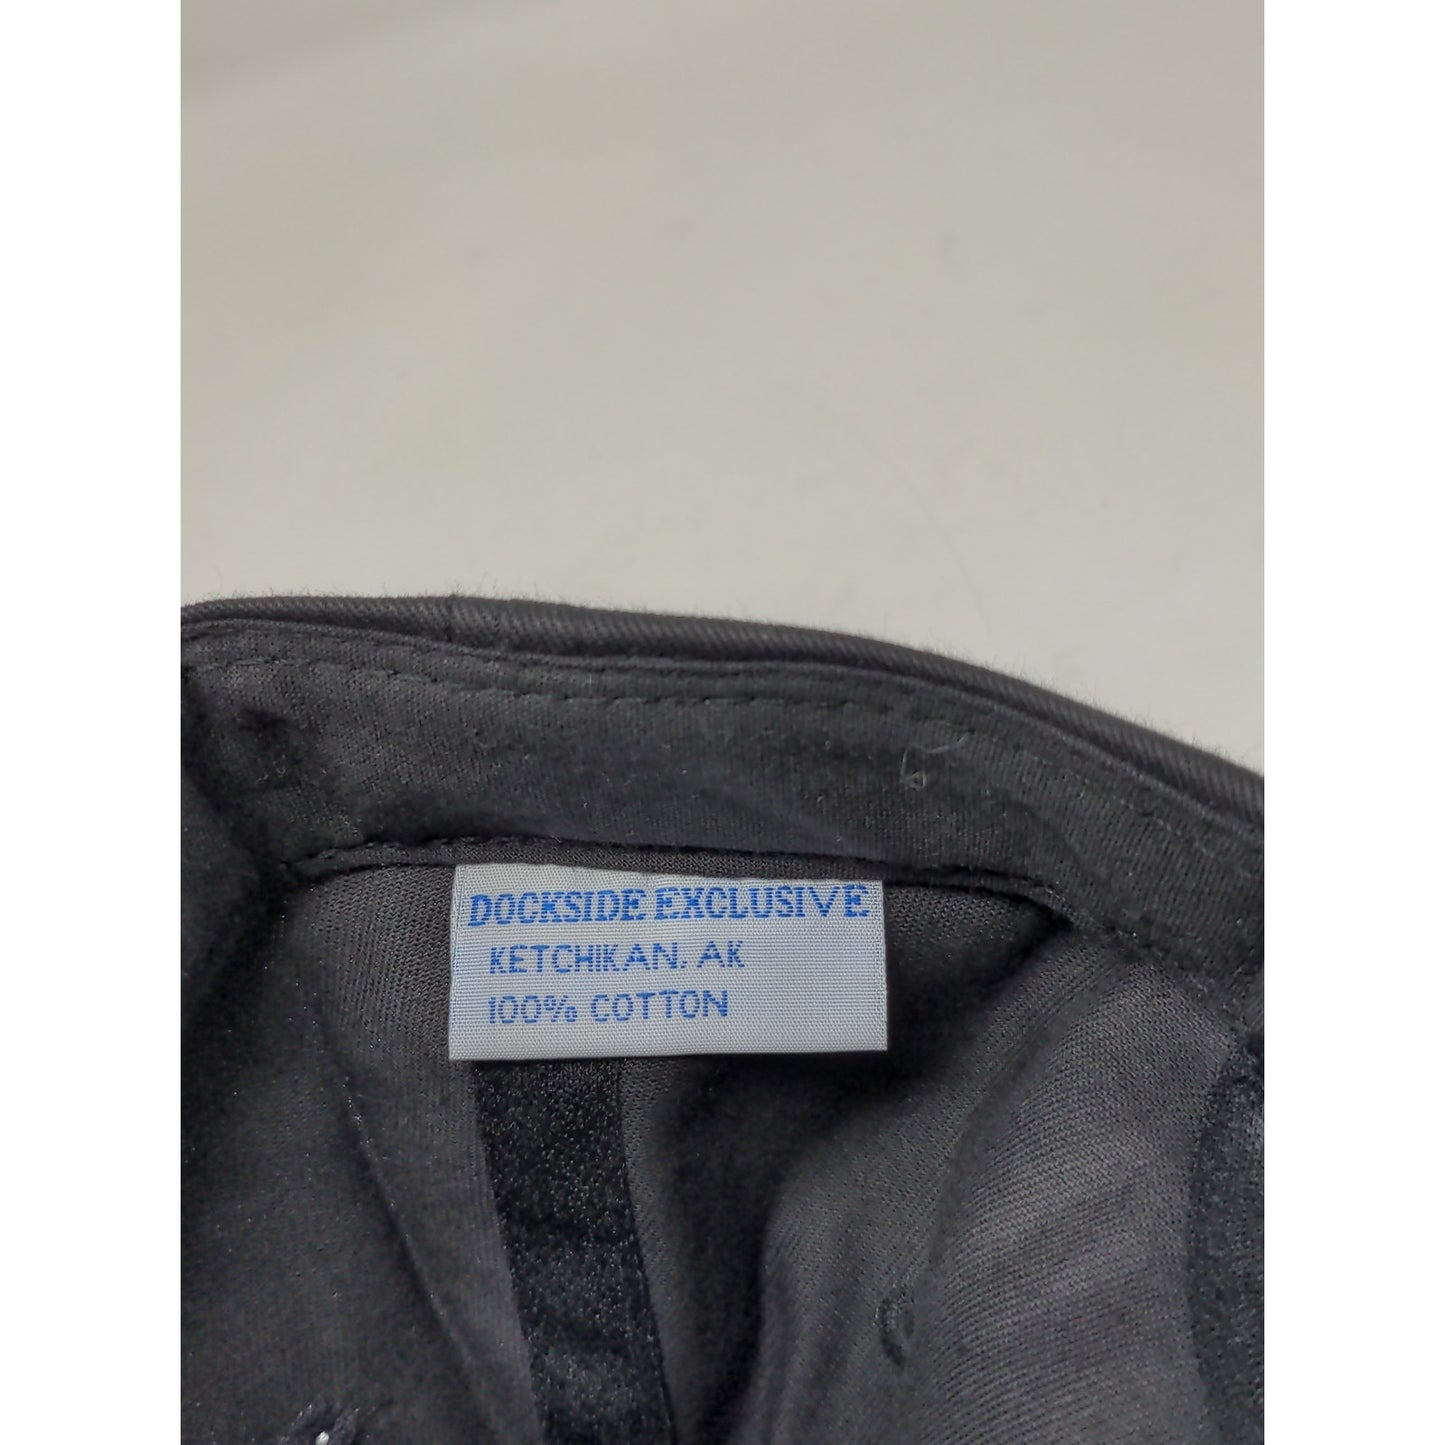 DOCKSIDE EXCLUSIVE
KETCHIKAN, AK
100% COTTON